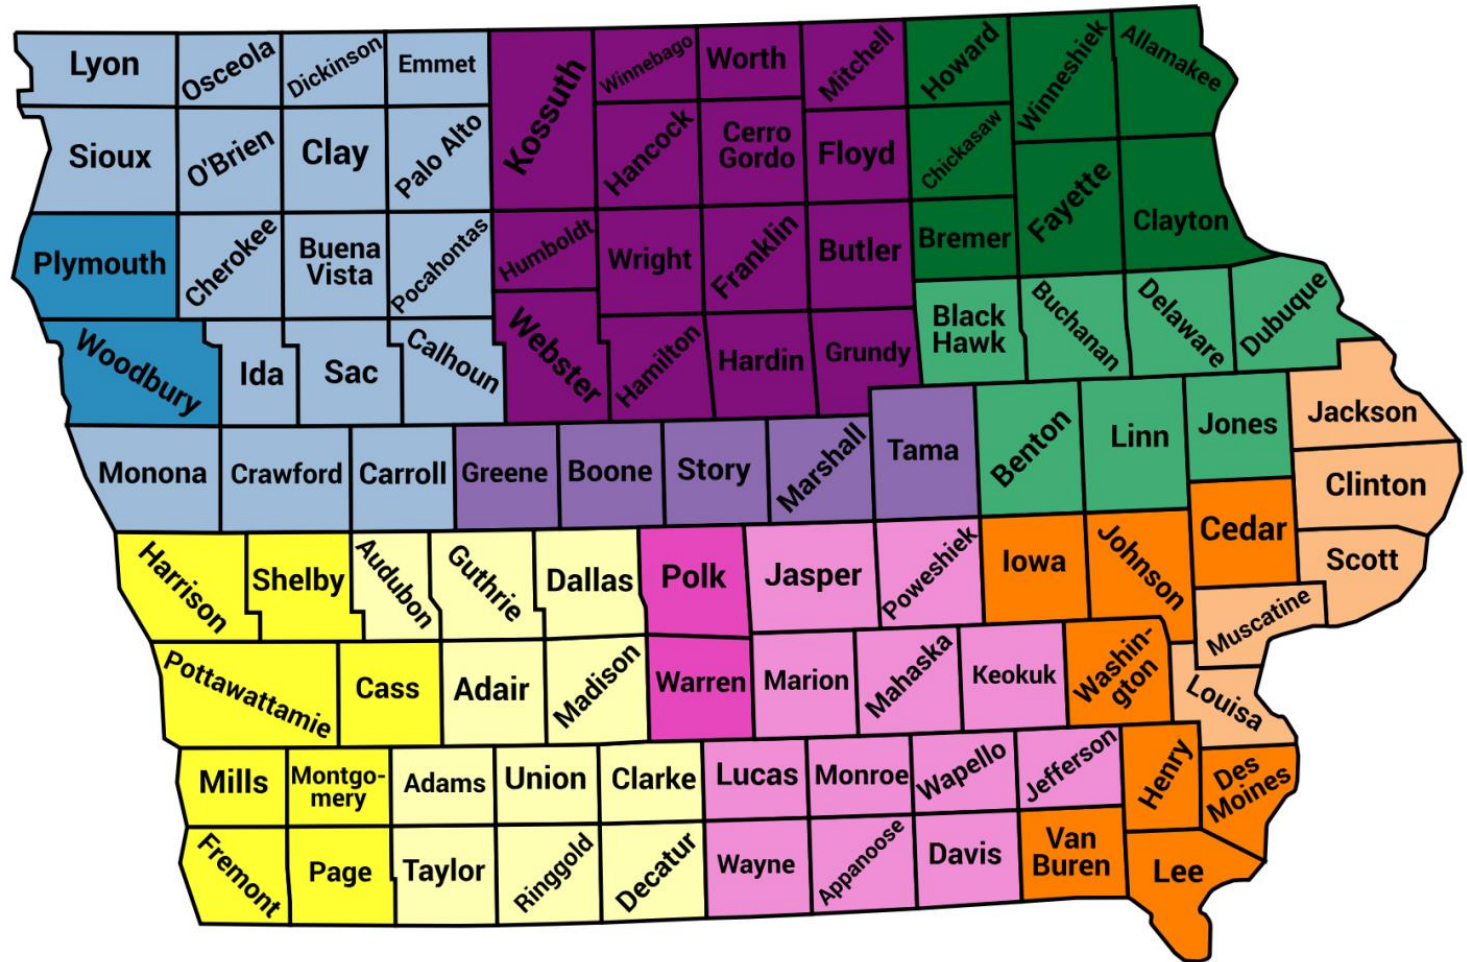 Lyon
Osceola
Dickinson
Emmet
Kossuth
Winnebago
Worth
Mitchell
Howard
Winneshiek
Allamakee
Sioux
O'Brien
Clay
Palo Alto
Hancock
Cerro
Gordo
Floyd
Chickasaw
Plymouth
Cherokee
Buena
Vista
Pocahontas
Humboldt
Wright
Franklin
Butler
Bremer
Fayette
Clayton
Woodbury
Ida
Sac
Calhoun
Webster
Hamilton
Hardin
Grundy
Black
Hawk
Buchanan
Delaware
Dubuque
Monona
Crawford
Carroll
Greene
Boone
Story
Marshall
Tama
Benton
Linn
Jones
Jackson
Clinton
Harrison
Shelby
Audubon
Guthrie
Dallas
Polk
Jasper
Poweshiek
Iowa
Johnson
Cedar
Scott
Muscatine
Pottawattamie
Cass
Adair
Madison
Warren
Marion
Mahaska
Keokuk
Washin-
gton
Louisa
Mills
Montgo-
mery
Adams
Union
Clarke
Lucas
Monroe
Wapello
Jefferson
Henry
Des
Moines
Fremont
Page
Taylor
Ringgold
Decatur
Wayne
Appanoose
Davis
Van
Buren
Lee